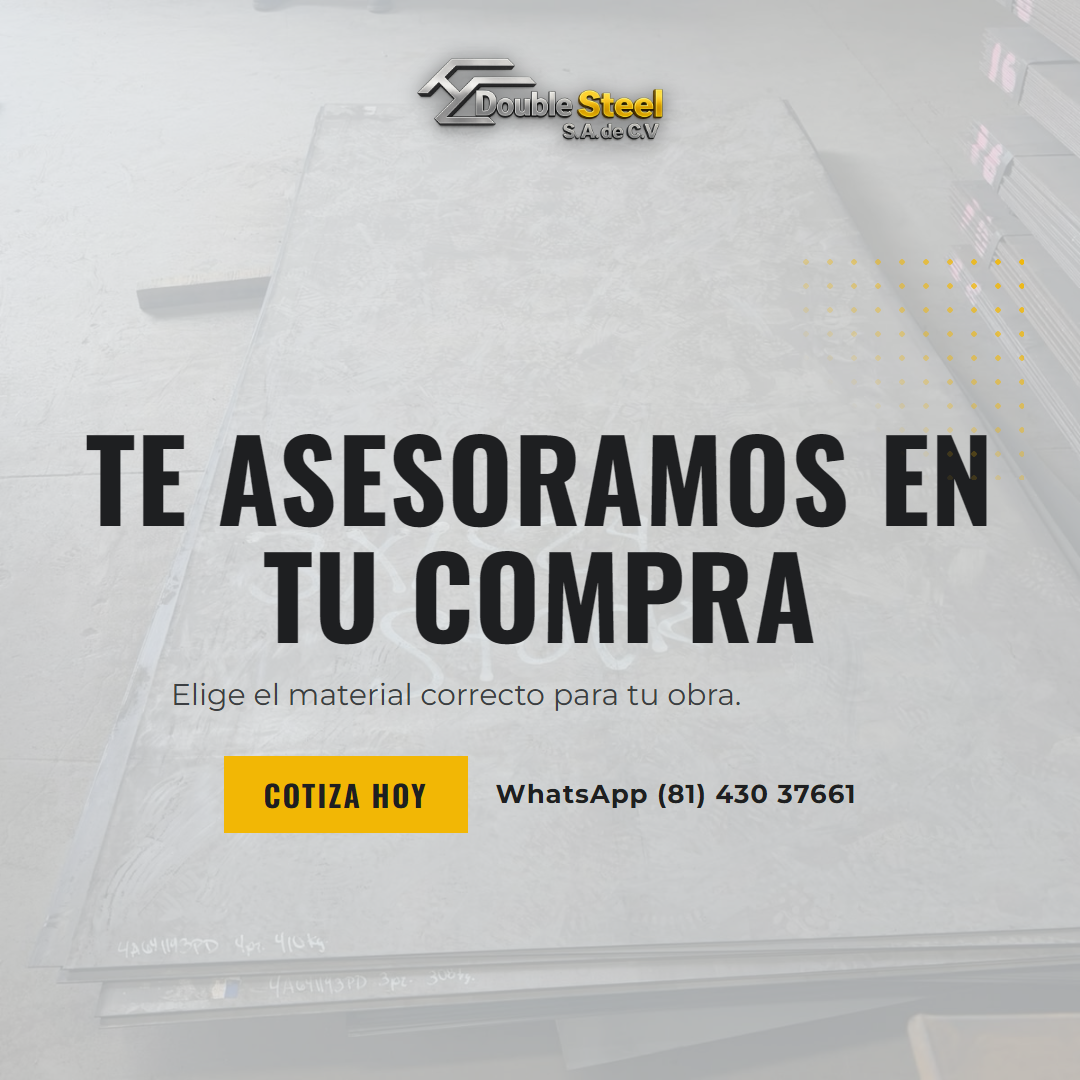 Double Steel
S.A. de C.V
16
TE ASESORAMOS EN
TU COMPRA
Elige el material correcto para tu obra.
COTIZA HOY
WhatsApp (81) 430 37661